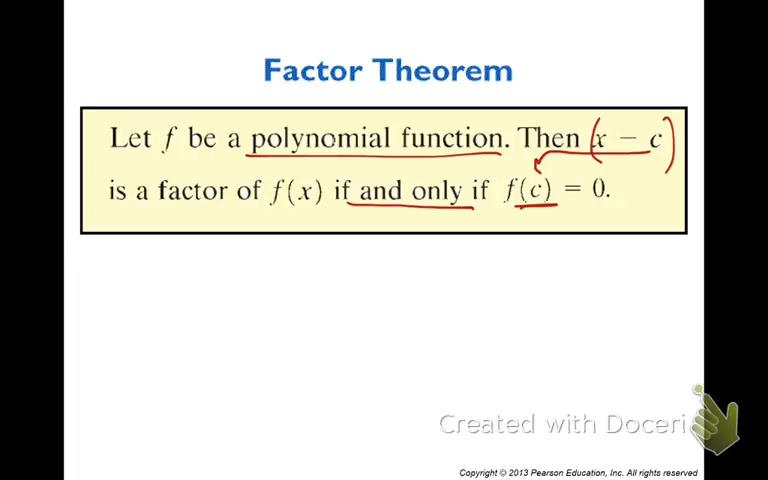 Factor Theorem
Let f be a polynomial function. Then (x − c)
is a factor of f(x) if and only if f(c) = 0.
Created with Doceri
Copyright © 2013 Pearson Education, Inc. All rights reserved